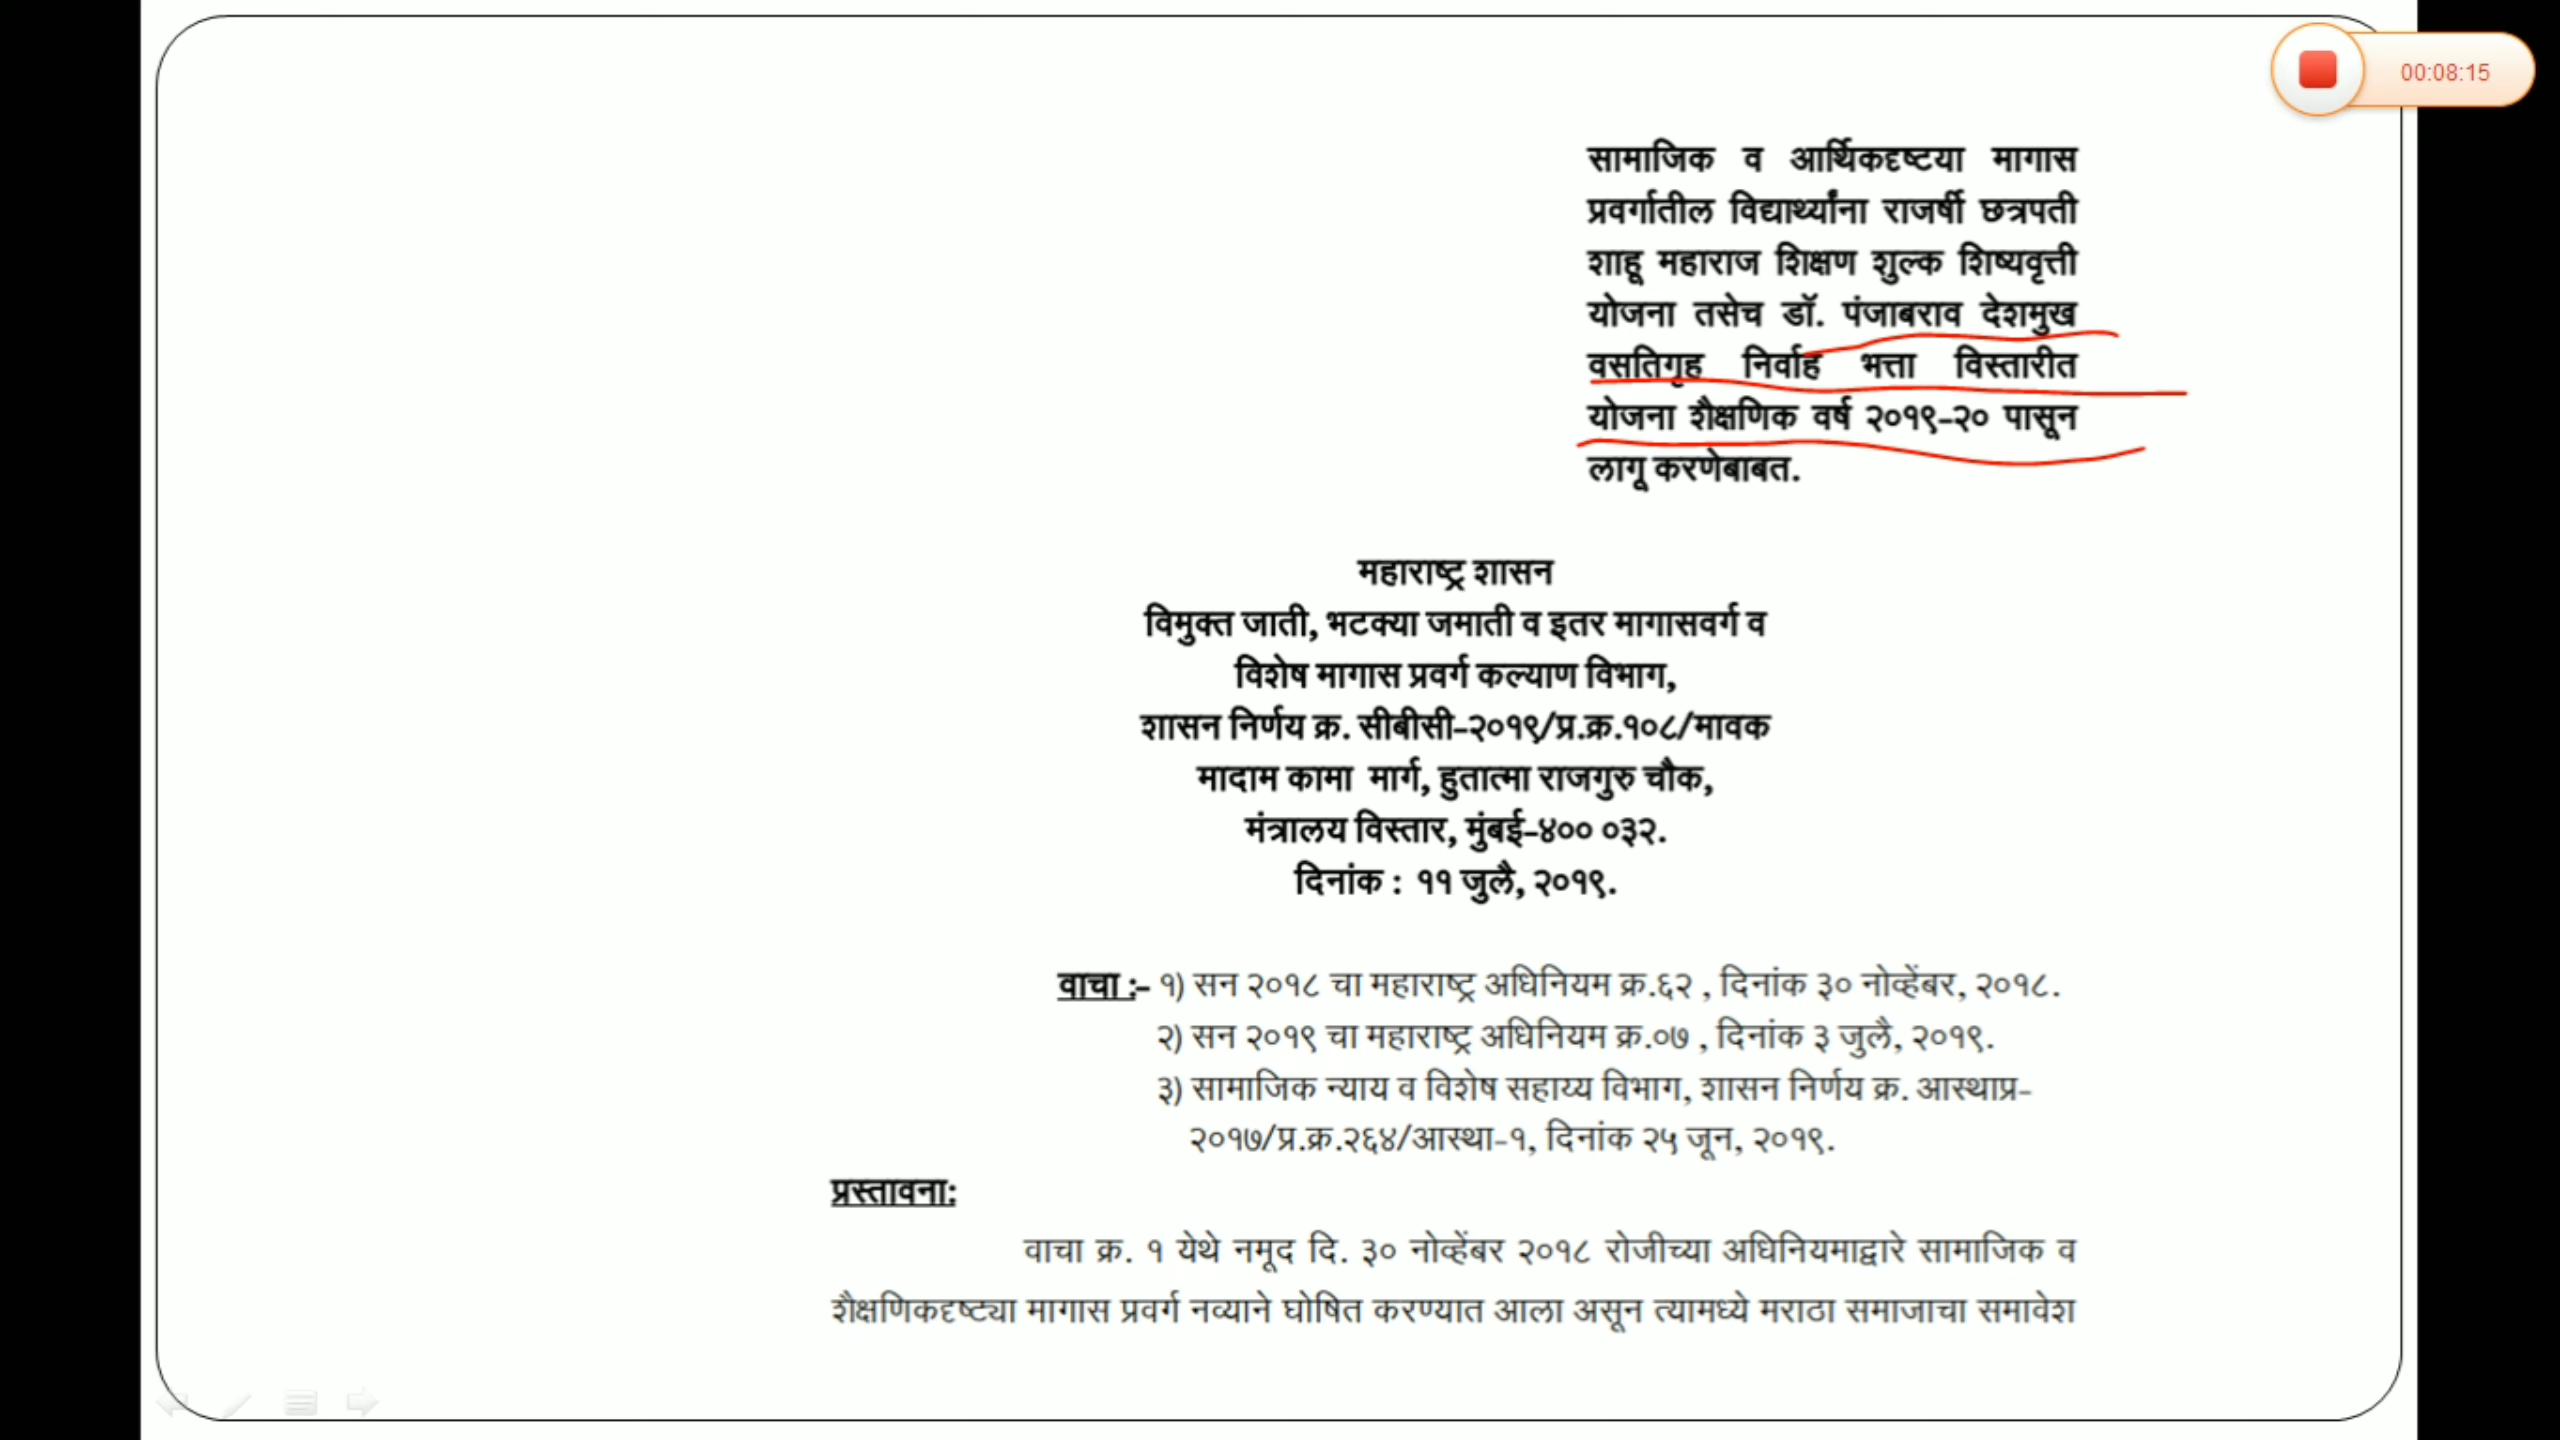 00:08:15
सामाजिक व आर्थिकदृष्टया मागास
प्रवर्गातील विद्यार्थ्यांना राजर्षी छत्रपती
शाहू महाराज शिक्षण शुल्क शिष्यवृत्ती
योजना तसेच डॉ. पंजाबराव देशमुख
वसतिगृह निर्वाह भत्ता विस्तारीत
योजना शैक्षणिक वर्ष २०१९-२० पासून
लागू करणेबाबत.
महाराष्ट्र शासन
विमुक्त जाती, भटक्या जमाती व इतर मागासवर्ग व
विशेष मागास प्रवर्ग कल्याण विभाग,
शासन निर्णय क्र. सीबीसी-२०१९/प्र.क्र.१०८/मावक
मादाम कामा मार्ग, हुतात्मा राजगुरु चौक,
मंत्रालय विस्तार, मुंबई-४०० ०३२.
दिनांक : ११ जुलै, २०१९.
वाचा :- १) सन २०१८ चा महाराष्ट्र अधिनियम क्र.६२ , दिनांक ३० नोव्हेंबर, २०१८.
२) सन २०१९ चा महाराष्ट्र अधिनियम क्र.०७ , दिनांक ३ जुलै, २०१९.
३) सामाजिक न्याय व विशेष सहाय्य विभाग, शासन निर्णय क्र. आस्थाप्र-
२०१७/प्र.क्र.२६४/आस्था-१, दिनांक २५ जून, २०१९.
प्रस्तावना:
वाचा क्र. १ येथे नमूद दि. ३० नोव्हेंबर २०१८ रोजीच्या अधिनियमाद्वारे सामाजिक व
शैक्षणिकदृष्ट्या मागास प्रवर्ग नव्याने घोषित करण्यात आला असून त्यामध्ये मराठा समाजाचा समावेश